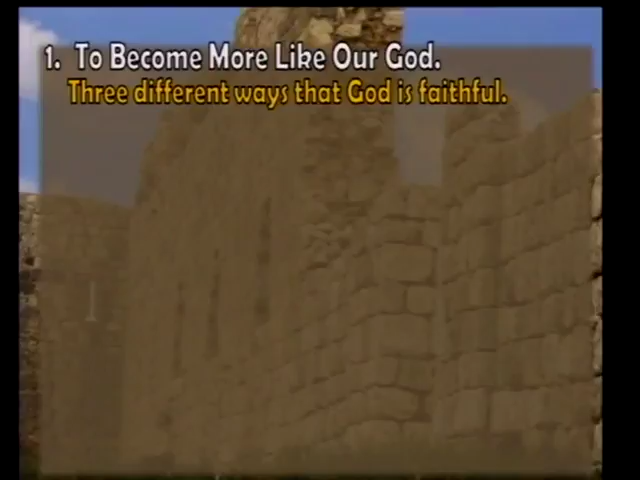 1. To Become More Like Our God.
Three different ways that God is faithful.